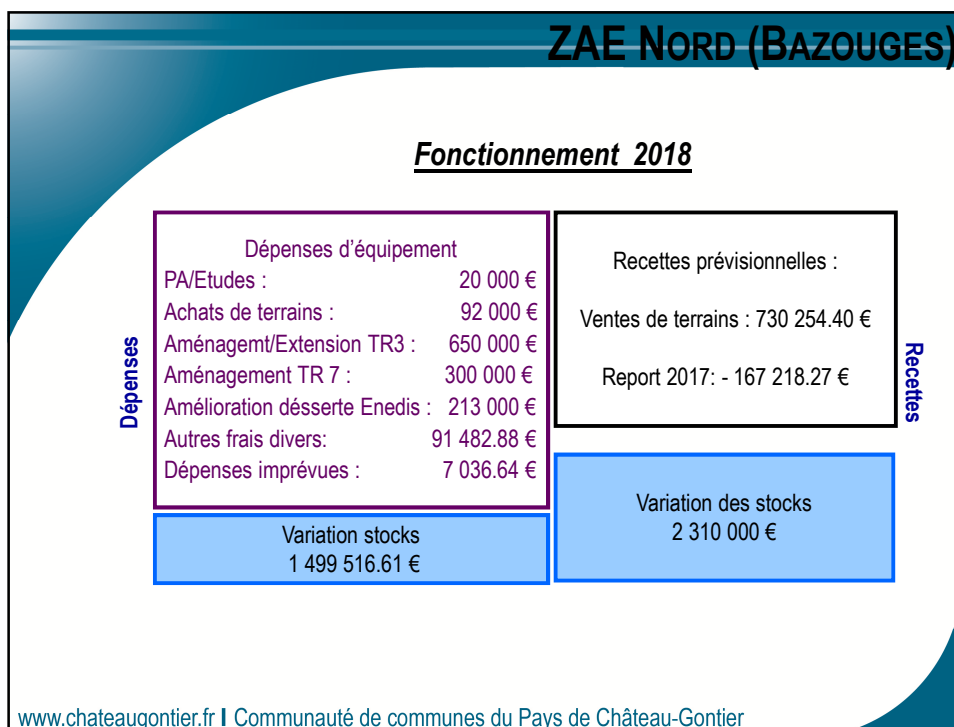 ZAE NORD (BAZOUGES)
Fonctionnement 2018
Dépenses
Dépenses d'équipement
PA/Etudes : 20 000 €
Achats de terrains : 92 000 €
Aménagemt/Extension TR3 : 650 000 €
Aménagement TR 7 : 300 000 €
Amélioration désserte Enedis : 213 000 €
Autres frais divers: 91 482.88 €
Dépenses imprévues : 7 036.64 €
Variation stocks
1 499 516.61 €
Recettes prévisionnelles :
Ventes de terrains : 730 254.40 €
Report 2017: - 167 218.27 €
Variation des stocks
2 310 000 €
Recettes
www.chateaugontier.fr I Communauté de communes du Pays de Château-Gontier